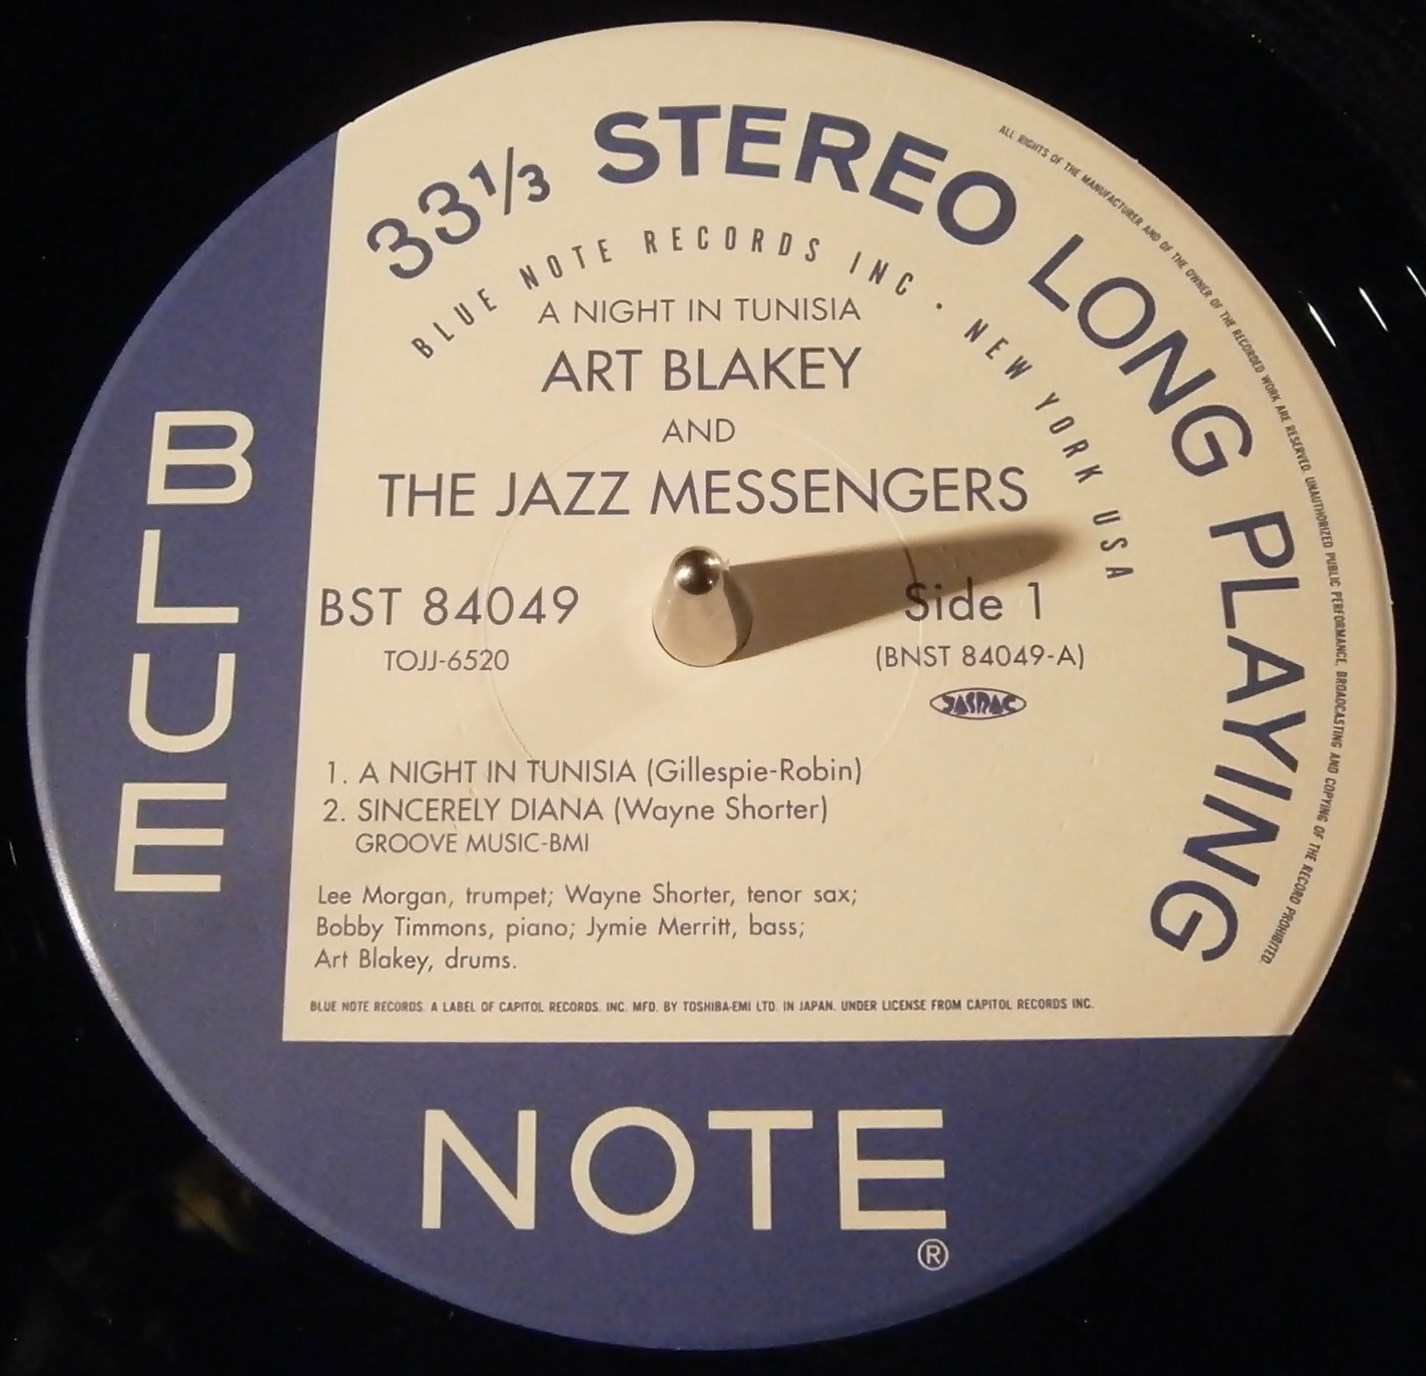 33⅓ STEREO LONG PLAYING
ALL RIGHTS OF THE MANUFACTURER AND OF THE OWNER OF THE RECORDED WORK ARE RESERVED. UNAUTHORIZED PUBLIC PERFORMANCE, BROADCASTING AND COPYING OF THE RECORD PROHIBITED.
BLUE NOTE RECORDS INC · NEW YORK USA
A NIGHT IN TUNISIA
ART BLAKEY
AND
THE JAZZ MESSENGERS
BST 84049
TOJJ-6520
Side 1
(BNST 84049-A)
JASRAC
1. A NIGHT IN TUNISIA (Gillespie-Robin)
2. SINCERELY DIANA (Wayne Shorter)
GROOVE MUSIC-BMI
Lee Morgan, trumpet; Wayne Shorter, tenor sax;
Bobby Timmons, piano; Jymie Merritt, bass;
Art Blakey, drums.
BLUE NOTE RECORDS. A LABEL OF CAPITOL RECORDS. INC. MFD. BY TOSHIBA-EMI LTD. IN JAPAN. UNDER LICENSE FROM CAPITOL RECORDS INC.
BLUE
NOTE
®